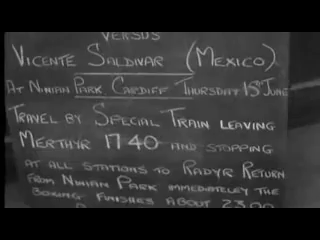 VERSUS
VICENTE SALDIVAR (MEXICO)
AT NINIAN PARK CARDIFF THURSDAY 15TH JUNE
TRAVEL BY SPECIAL TRAIN LEAVING
MERTHYR 1740 AND STOPPING
AT ALL STATIONS TO RADYR RETURN
FROM NINIAN PARK IMMEDIATELEY THE
BOXING FINISHES ABOUT 23.00